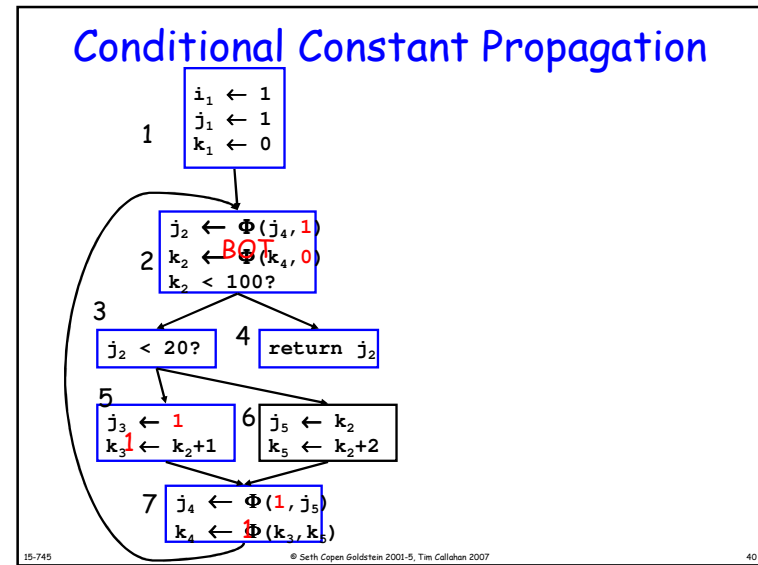 Conditional Constant Propagation
1
i₁ ← 1
j₁ ← 1
k₁ ← 0
2
j₂ ← Φ(j₄,1)
k₂ ← Φ(k₄,0)
BOT
k₂ < 100?
3
j₂ < 20?
4
return j₂
5
j₃ ← 1
k₃ ← k₂+1
1
6
j₅ ← k₂
k₅ ← k₂+2
7
j₄ ← Φ(1,j₅)
k₄ ← Φ(k₃,k₅)
1
15-745
© Seth Copen Goldstein 2001-5, Tim Callahan 2007
40